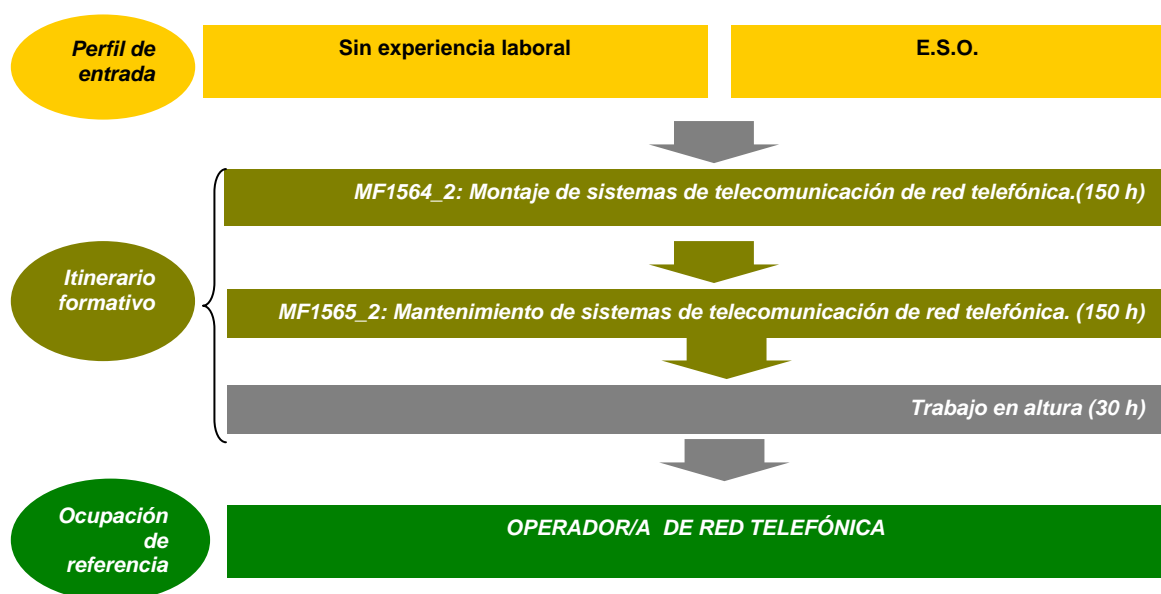 Perfil de
entrada
Sin experiencia laboral
E.S.O.
MF1564_2: Montaje de sistemas de telecomunicación de red telefónica.(150 h)
Itinerario
formativo
MF1565_2: Mantenimiento de sistemas de telecomunicación de red telefónica. (150 h)
Trabajo en altura (30 h)
Ocupación
de
referencia
OPERADOR/A DE RED TELEFÓNICA